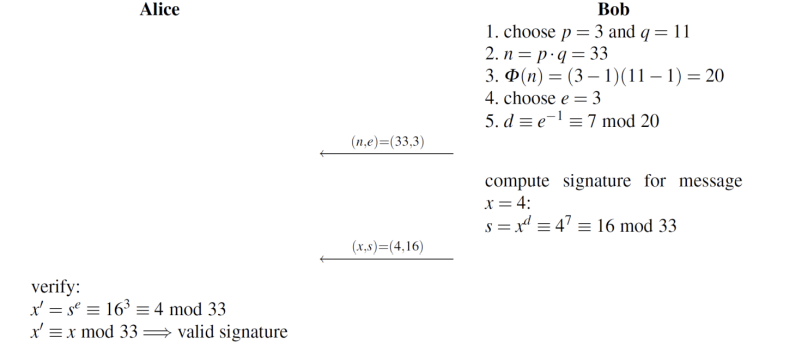 Alice
Bob
1. choose p = 3 and q = 11
2. n = p · q = 33
3. Φ(n) = (3 − 1)(11 − 1) = 20
4. choose e = 3
5. d ≡ e⁻¹ ≡ 7 mod 20
(n,e)=(33,3)
compute signature for message
x = 4:
s = xᵈ ≡ 4⁷ ≡ 16 mod 33
(x,s)=(4,16)
verify:
x′ = sᵉ ≡ 16³ ≡ 4 mod 33
x′ ≡ x mod 33 ⟹ valid signature